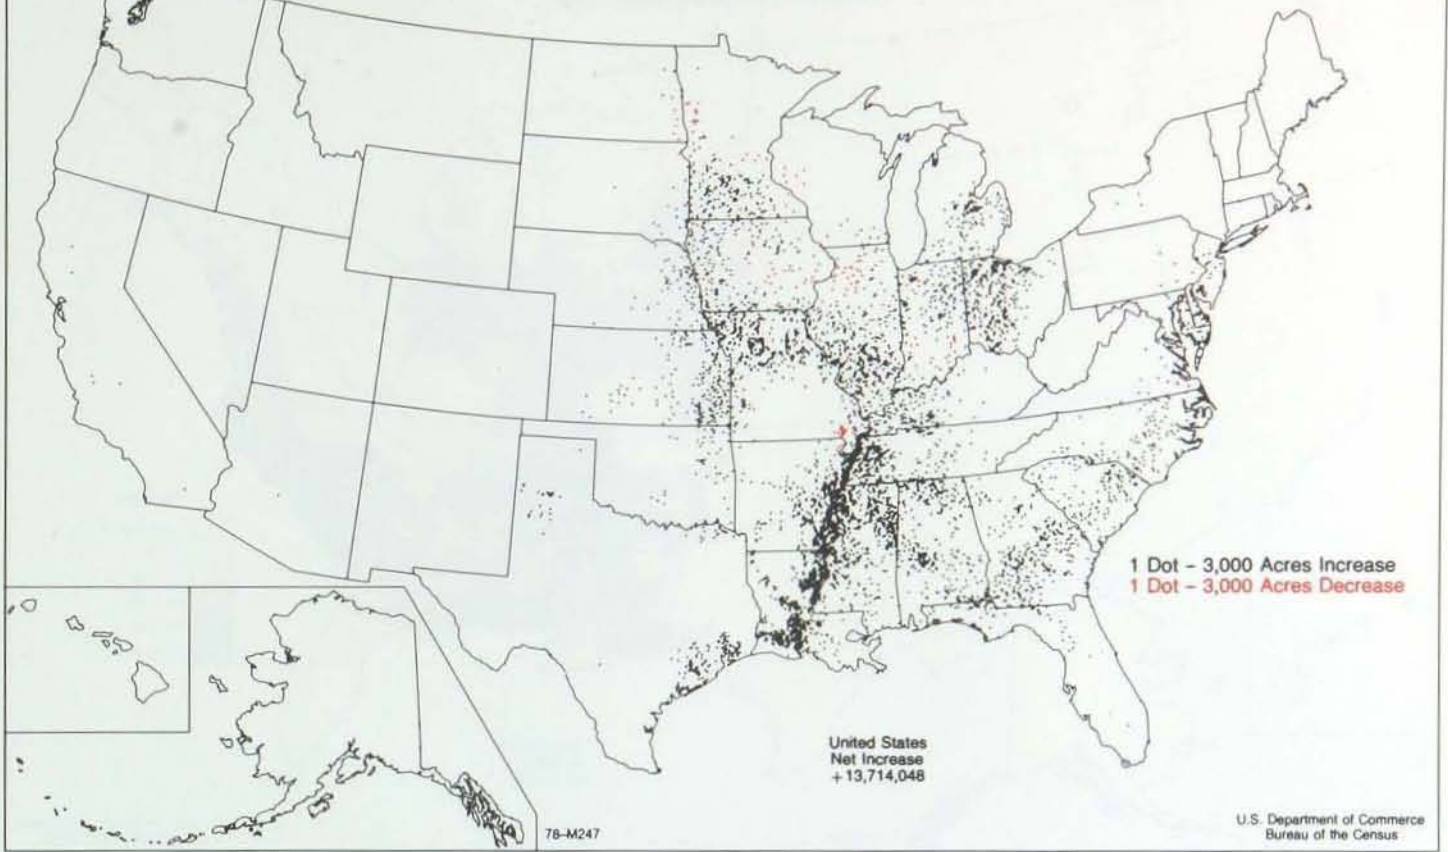 1 Dot – 3,000 Acres Increase
1 Dot – 3,000 Acres Decrease
United States
Net Increase
+13,714,048
78–M247
U.S. Department of Commerce
Bureau of the Census